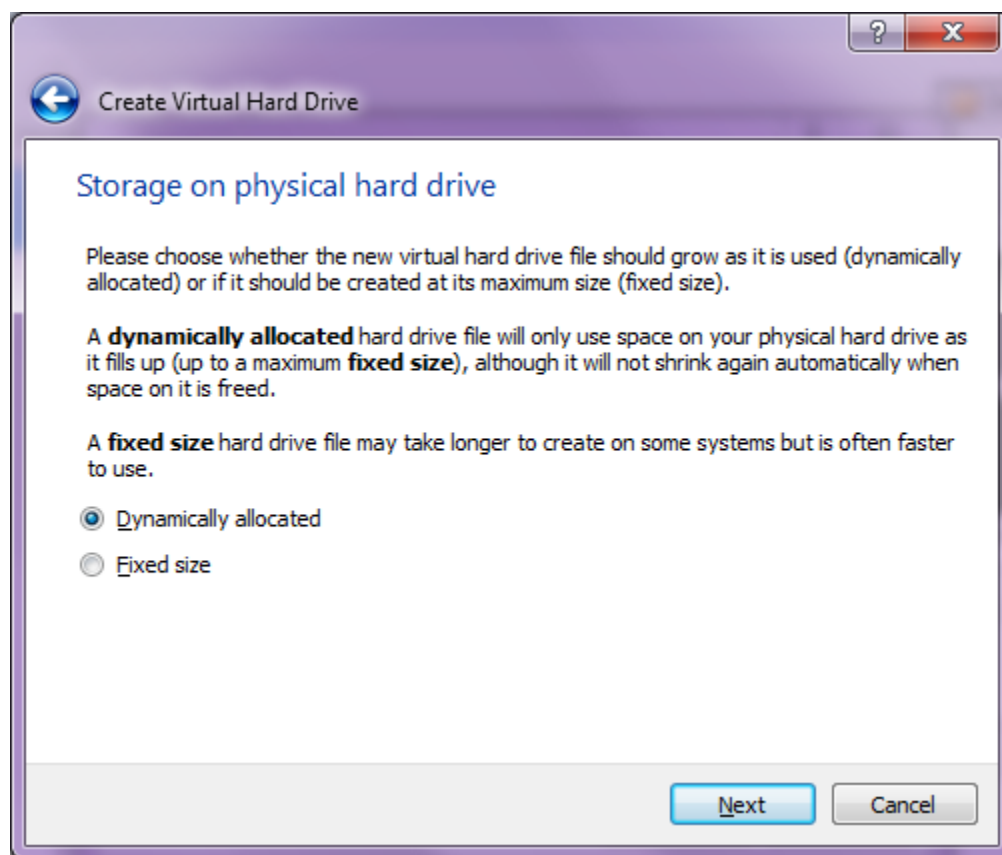 Create Virtual Hard Drive
Storage on physical hard drive
Please choose whether the new virtual hard drive file should grow as it is used (dynamically
allocated) or if it should be created at its maximum size (fixed size).
A dynamically allocated hard drive file will only use space on your physical hard drive as
it fills up (up to a maximum fixed size), although it will not shrink again automatically when
space on it is freed.
A fixed size hard drive file may take longer to create on some systems but is often faster
to use.
Dynamically allocated
Fixed size
Next Cancel